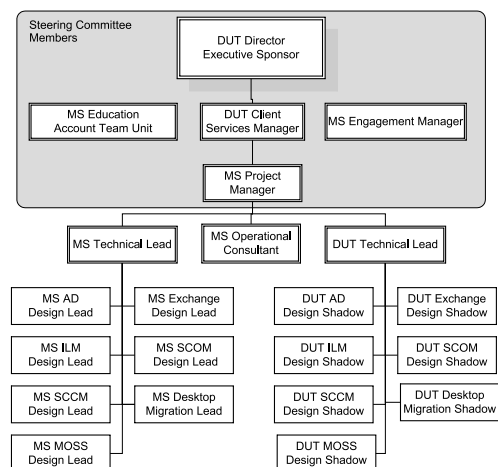 Steering Committee
Members
DUT Director
Executive Sponsor
MS Education
Account Team Unit
DUT Client
Services Manager
MS Engagement Manager
MS Project
Manager
MS Technical Lead
MS Operational
Consultant
DUT Technical Lead
MS AD
Design Lead
MS Exchange
Design Lead
DUT AD
Design Shadow
DUT Exchange
Design Shadow
MS ILM
Design Lead
MS SCOM
Design Lead
DUT ILM
Design Shadow
DUT SCOM
Design Shadow
MS SCCM
Design Lead
MS Desktop
Migration Lead
DUT SCCM
Design Shadow
DUT Desktop
Migration Shadow
MS MOSS
Design Lead
DUT MOSS
Design Shadow